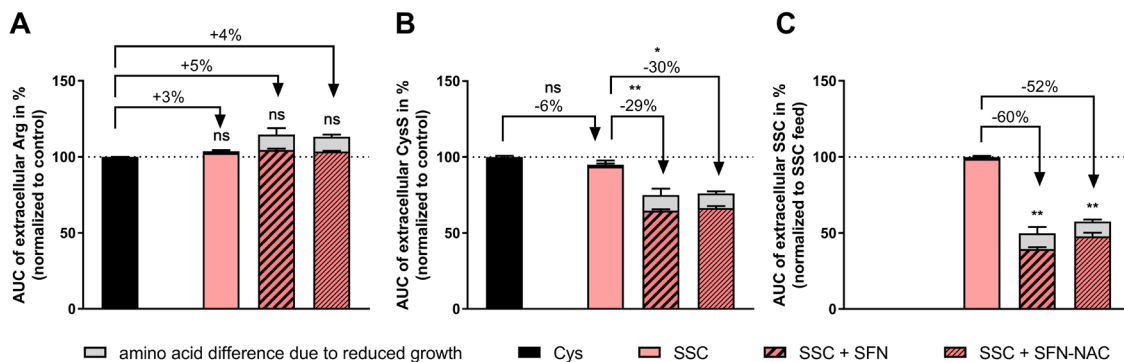 A
AUC of extracellular Arg in %
(normalized to control)
150
100
50
0
+4%
+5%
+3%
ns
ns
ns
B
AUC of extracellular CysS in %
(normalized to control)
150
100
50
0
ns
-6%
*
-30%
**
-29%
C
AUC of extracellular SSC in %
(normalized to SSC feed)
150
100
50
0
-52%
-60%
**
**
amino acid difference due to reduced growth
Cys
SSC
SSC + SFN
SSC + SFN-NAC